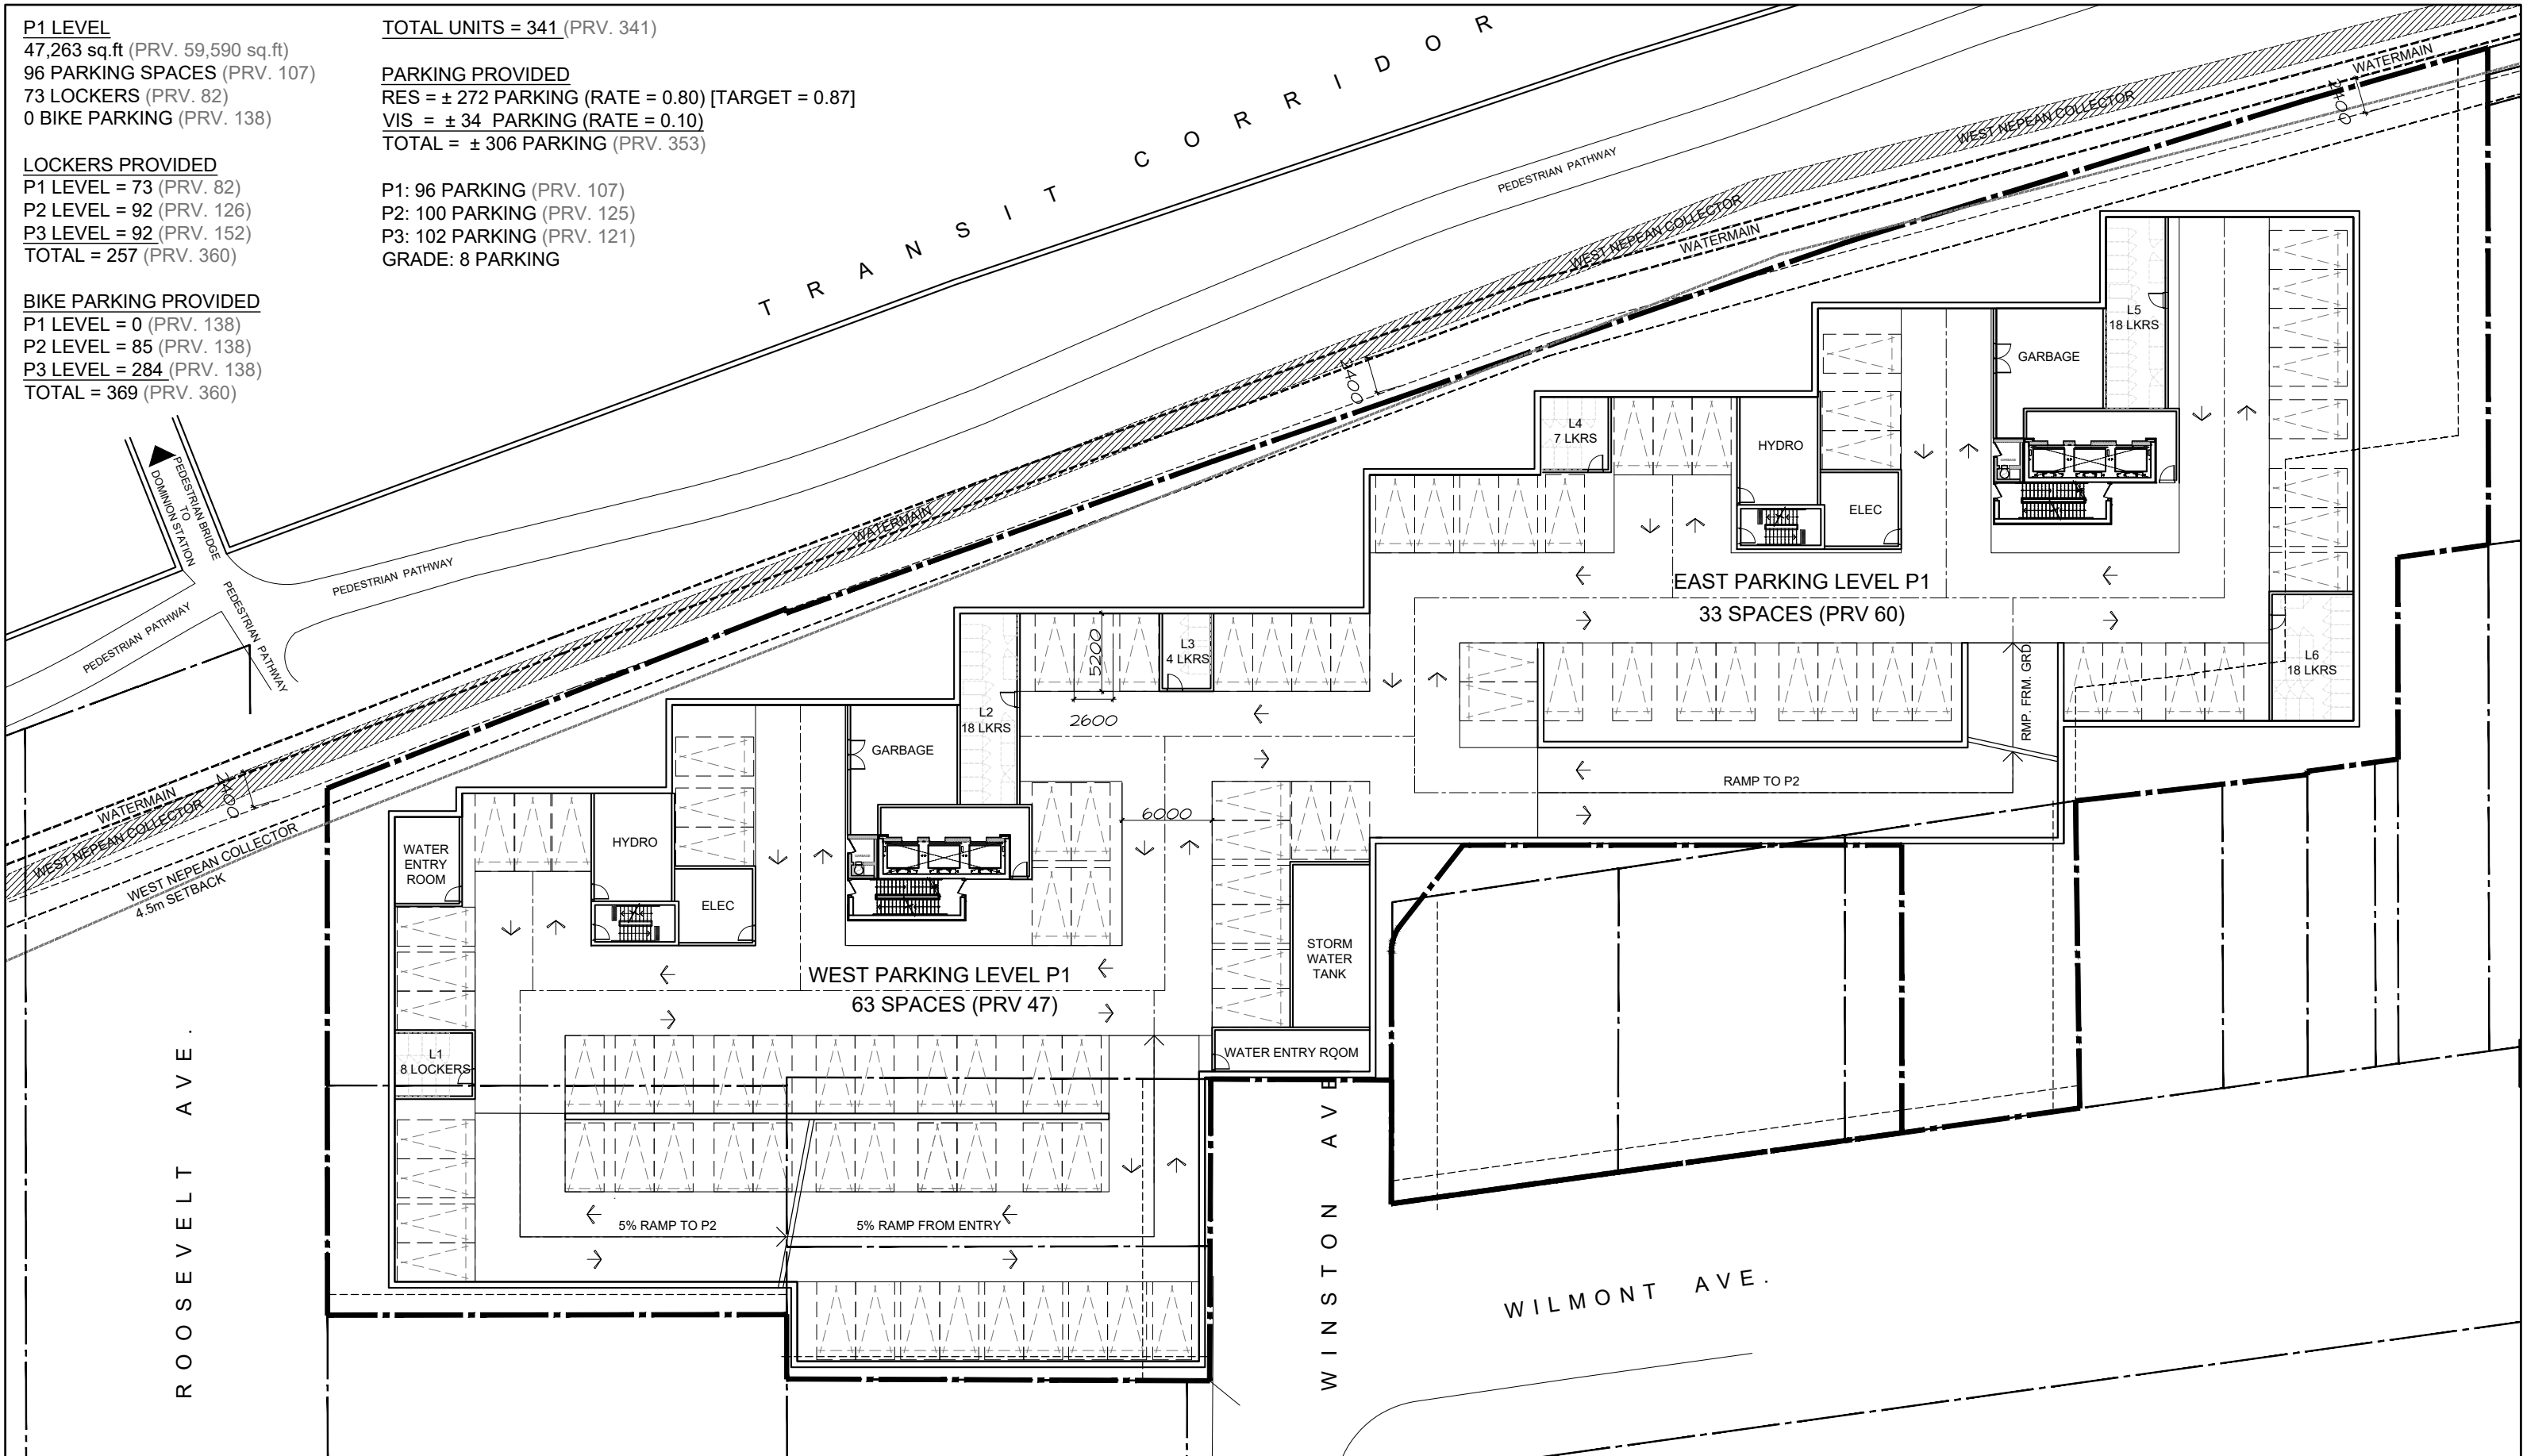 P1 LEVEL
47,263 sq.ft (PRV. 59,590 sq.ft)
96 PARKING SPACES (PRV. 107)
73 LOCKERS (PRV. 82)
0 BIKE PARKING (PRV. 138)
LOCKERS PROVIDED
P1 LEVEL = 73 (PRV. 82)
P2 LEVEL = 92 (PRV. 126)
P3 LEVEL = 92 (PRV. 152)
TOTAL = 257 (PRV. 360)
BIKE PARKING PROVIDED
P1 LEVEL = 0 (PRV. 138)
P2 LEVEL = 85 (PRV. 138)
P3 LEVEL = 284 (PRV. 138)
TOTAL = 369 (PRV. 360)
TOTAL UNITS = 341 (PRV. 341)
PARKING PROVIDED
RES = ± 272 PARKING (RATE = 0.80) [TARGET = 0.87]
VIS = ± 34 PARKING (RATE = 0.10)
TOTAL = ± 306 PARKING (PRV. 353)
P1: 96 PARKING (PRV. 107)
P2: 100 PARKING (PRV. 125)
P3: 102 PARKING (PRV. 121)
GRADE: 8 PARKING
TRANSIT CORRIDOR
WATERMAIN
2400
WEST NEPEAN COLLECTOR
PEDESTRIAN PATHWAY
WEST NEPEAN COLLECTOR
WATERMAIN
2400
WATERMAIN
PEDESTRIAN BRIDGE
TO
DOMINION STATION
PEDESTRIAN PATHWAY
PEDESTRIAN PATHWAY
PEDESTRIAN PATHWAY
2400
WATERMAIN
WEST NEPEAN COLLECTOR
WEST NEPEAN COLLECTOR
4.5m SETBACK
L5
18 LKRS
GARBAGE
L4
7 LKRS
HYDRO
ELEC
EAST PARKING LEVEL P1
33 SPACES (PRV 60)
L6
18 LKRS
RMP. FRM. GRD
RAMP TO P2
L3
4 LKRS
5200
2600
L2
18 LKRS
GARBAGE
6000
HYDRO
WATER
ENTRY
ROOM
ELEC
STORM
WATER
TANK
WEST PARKING LEVEL P1
63 SPACES (PRV 47)
WATER ENTRY ROOM
L1
8 LOCKERS
5% RAMP TO P2
5% RAMP FROM ENTRY
ROOSEVELT AVE.
WINSTON AVE
WILMONT AVE.